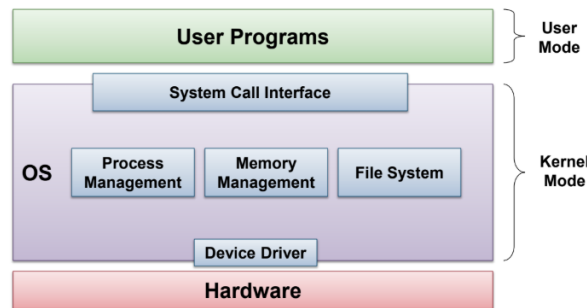 User Programs
User
Mode
System Call Interface
OS
Process
Management
Memory
Management
File System
Kernel
Mode
Device Driver
Hardware